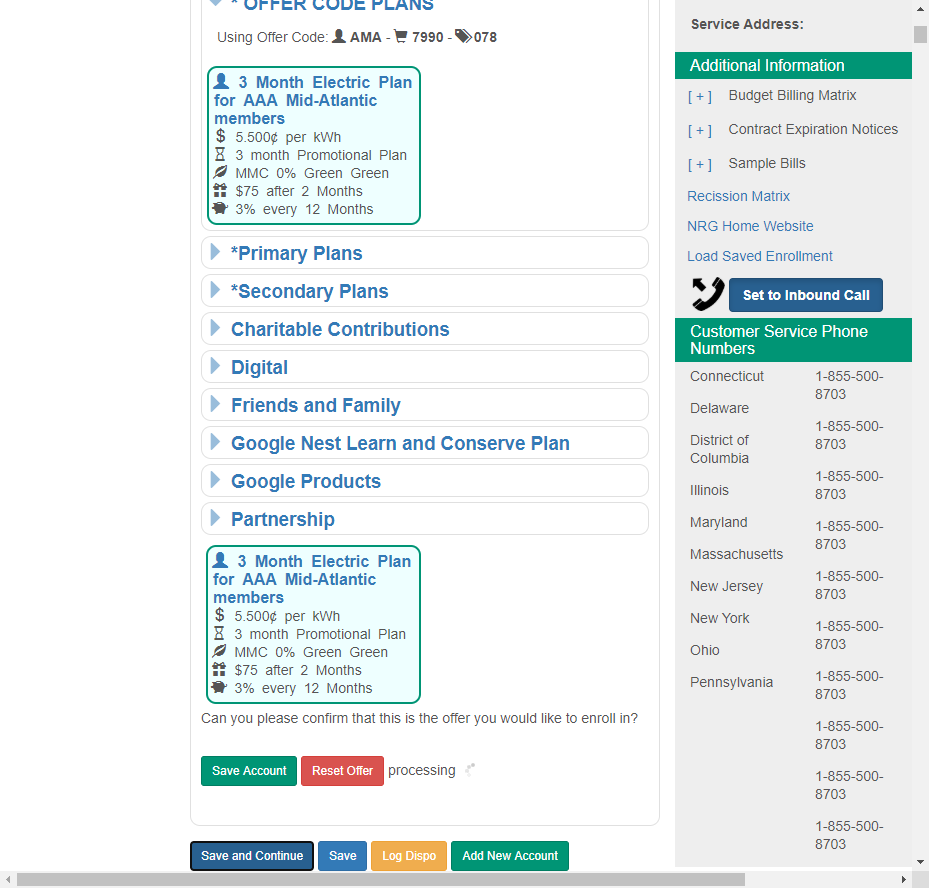 * OFFER CODE PLANS
Using Offer Code: AMA - 7990 - 078
3 Month Electric Plan
for AAA Mid-Atlantic
members
$ 5.500¢ per kWh
3 month Promotional Plan
MMC 0% Green Green
$75 after 2 Months
3% every 12 Months
*Primary Plans
*Secondary Plans
Charitable Contributions
Digital
Friends and Family
Google Nest Learn and Conserve Plan
Google Products
Partnership
3 Month Electric Plan
for AAA Mid-Atlantic
members
$ 5.500¢ per kWh
3 month Promotional Plan
MMC 0% Green Green
$75 after 2 Months
3% every 12 Months
Can you please confirm that this is the offer you would like to enroll in?
Save Account Reset Offer processing
Save and Continue Save Log Dispo Add New Account
Service Address:
Additional Information
[ + ] Budget Billing Matrix
[ + ] Contract Expiration Notices
[ + ] Sample Bills
Recission Matrix
NRG Home Website
Load Saved Enrollment
Set to Inbound Call
Customer Service Phone
Numbers
Connecticut
Delaware
District of
Columbia
Illinois
Maryland
Massachusetts
New Jersey
New York
Ohio
Pennsylvania
1-855-500-
8703
1-855-500-
8703
1-855-500-
8703
1-855-500-
8703
1-855-500-
8703
1-855-500-
8703
1-855-500-
8703
1-855-500-
8703
1-855-500-
8703
1-855-500-
8703